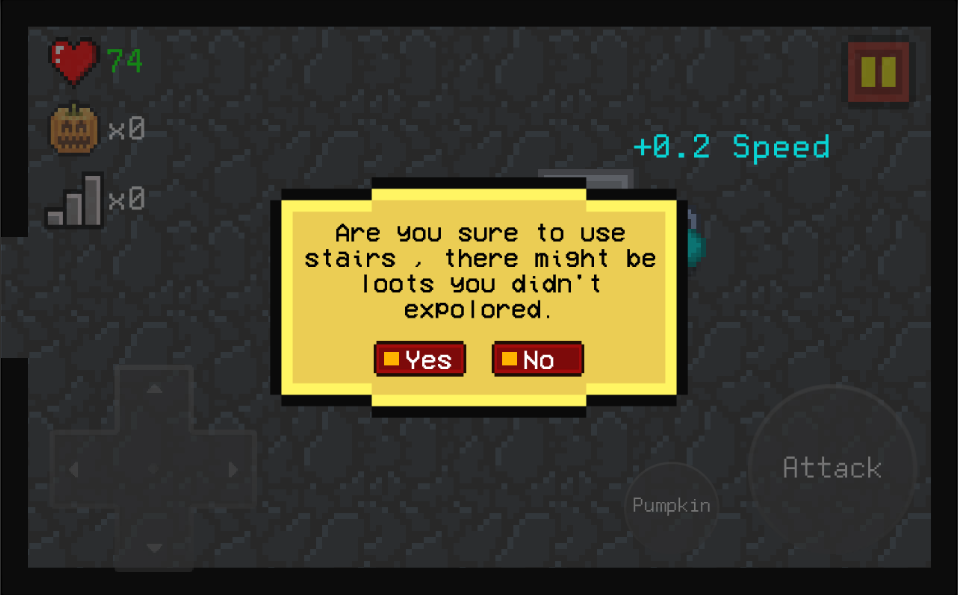 74
x0
x0
+0.2 Speed
Are you sure to use
stairs , there might be
loots you didn't
expolored.
Yes
No
Attack
Pumpkin